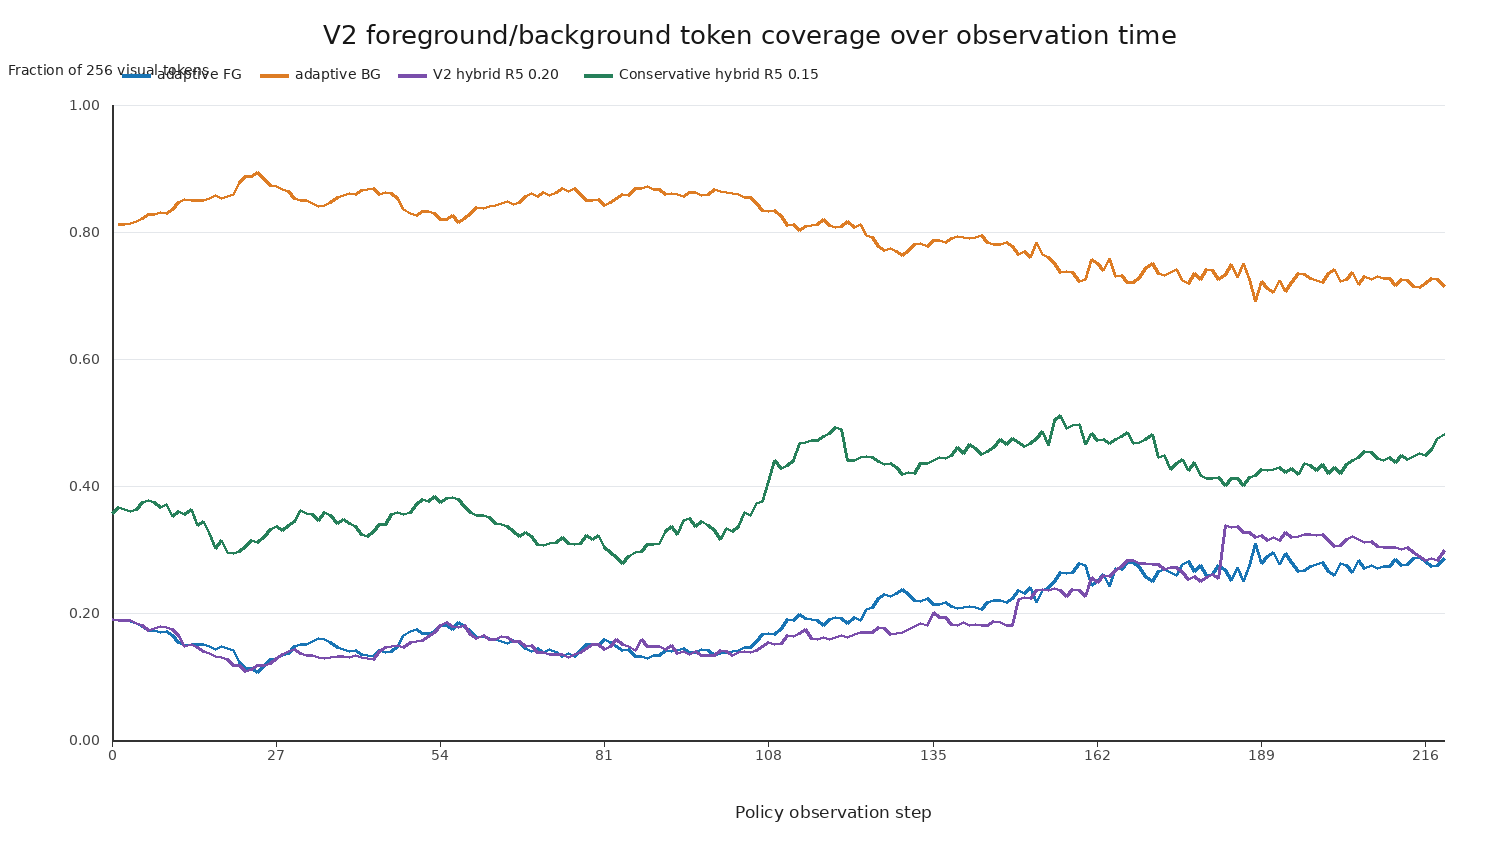 V2 foreground/background token coverage over observation time
Fraction of 256 visual tokens
adaptive FG
adaptive BG
V2 hybrid R5 0.20
Conservative hybrid R5 0.15
1.00
0.80
0.60
0.40
0.20
0.00
0 27 54 81 108 135 162 189 216
Policy observation step